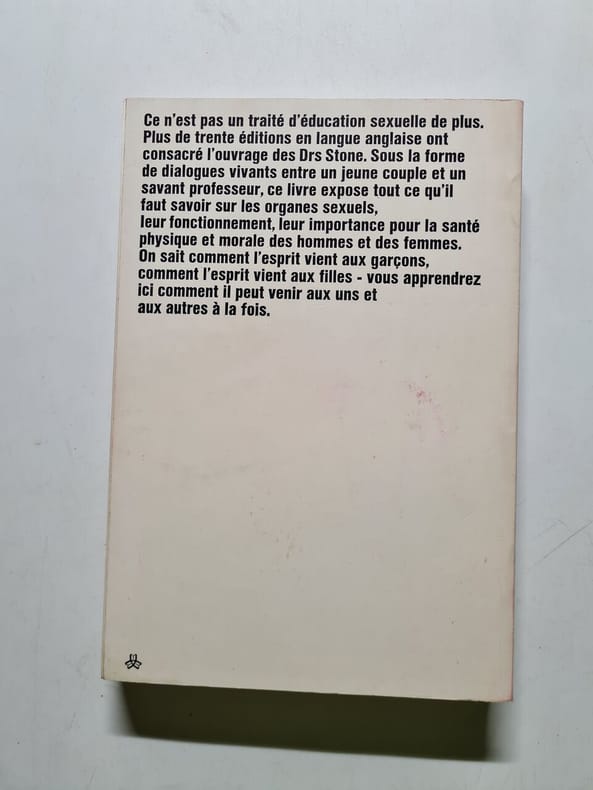 Ce n'est pas un traité d'éducation sexuelle de plus.
Plus de trente éditions en langue anglaise ont
consacré l'ouvrage des Drs Stone. Sous la forme
de dialogues vivants entre un jeune couple et un
savant professeur, ce livre expose tout ce qu'il
faut savoir sur les organes sexuels,
leur fonctionnement, leur importance pour la santé
physique et morale des hommes et des femmes.
On sait comment l'esprit vient aux garçons,
comment l'esprit vient aux filles - vous apprendrez
ici comment il peut venir aux uns et
aux autres à la fois.